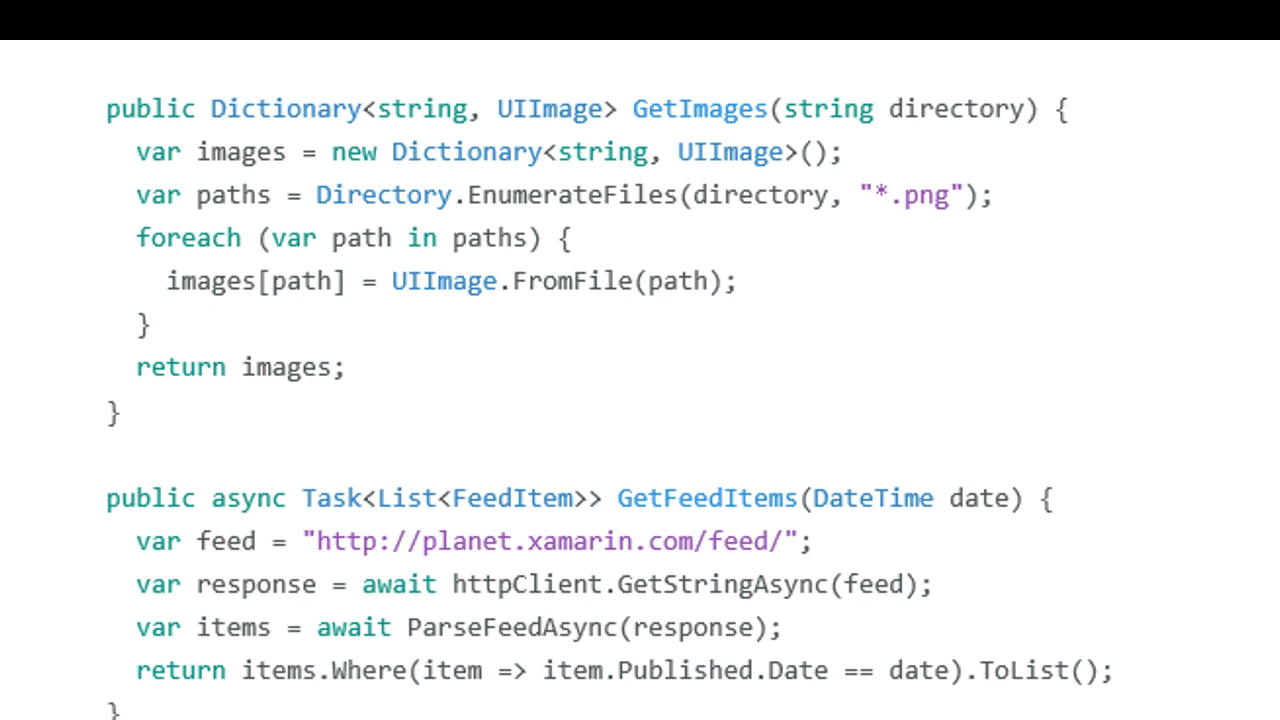 public Dictionary<string, UIImage> GetImages(string directory) {
  var images = new Dictionary<string, UIImage>();
  var paths = Directory.EnumerateFiles(directory, "*.png");
  foreach (var path in paths) {
    images[path] = UIImage.FromFile(path);
  }
  return images;
}

public async Task<List<FeedItem>> GetFeedItems(DateTime date) {
  var feed = "http://planet.xamarin.com/feed/";
  var response = await httpClient.GetStringAsync(feed);
  var items = await ParseFeedAsync(response);
  return items.Where(item => item.Published.Date == date).ToList();
}